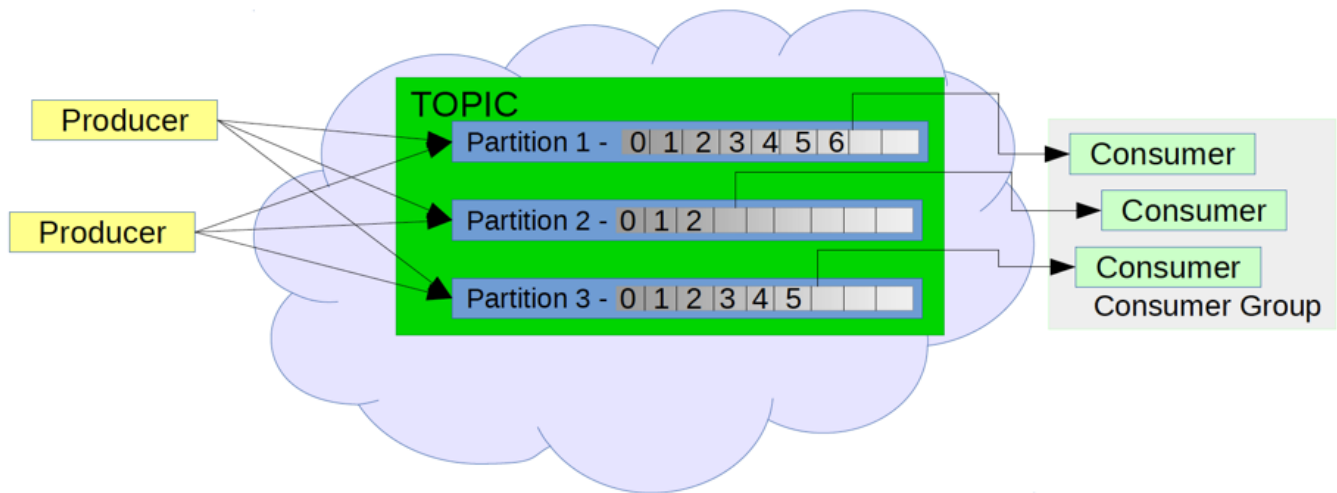 TOPIC
Producer
Partition 1 - 0 1 2 3 4 5 6
Consumer
Consumer
Producer
Partition 2 - 0 1 2
Consumer
Partition 3 - 0 1 2 3 4 5
Consumer Group